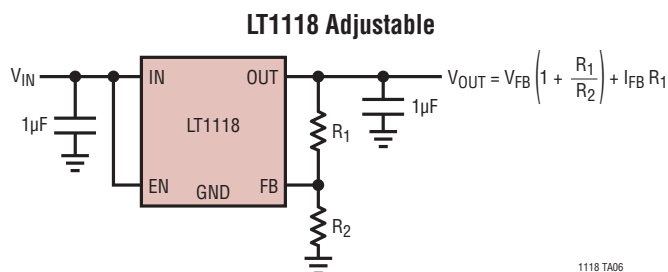 LT1118 Adjustable
V_IN
IN
OUT
V_OUT = V_FB (1 + R_1/R_2) + I_FB R_1
1µF
LT1118
R_1
1µF
EN
GND
FB
R_2
1118 TA06